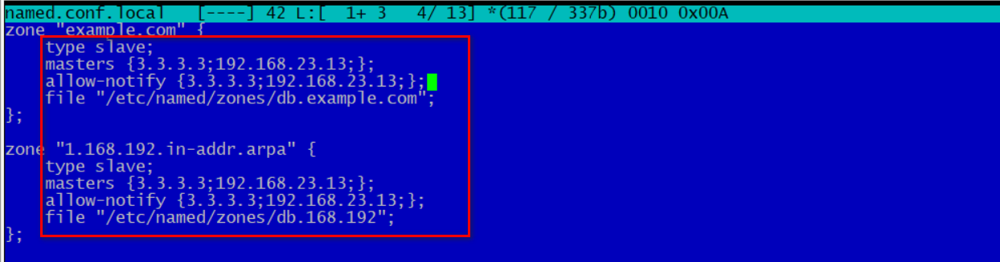 named.conf.local [----] 42 L:[ 1+ 3 4/ 13] *(117 / 337b) 0010 0x00A
zone "example.com" {
type slave;
masters {3.3.3.3;192.168.23.13;};
allow-notify {3.3.3.3;192.168.23.13;};
file "/etc/named/zones/db.example.com";
};
zone "1.168.192.in-addr.arpa" {
type slave;
masters {3.3.3.3;192.168.23.13;};
allow-notify {3.3.3.3;192.168.23.13;};
file "/etc/named/zones/db.168.192";
};